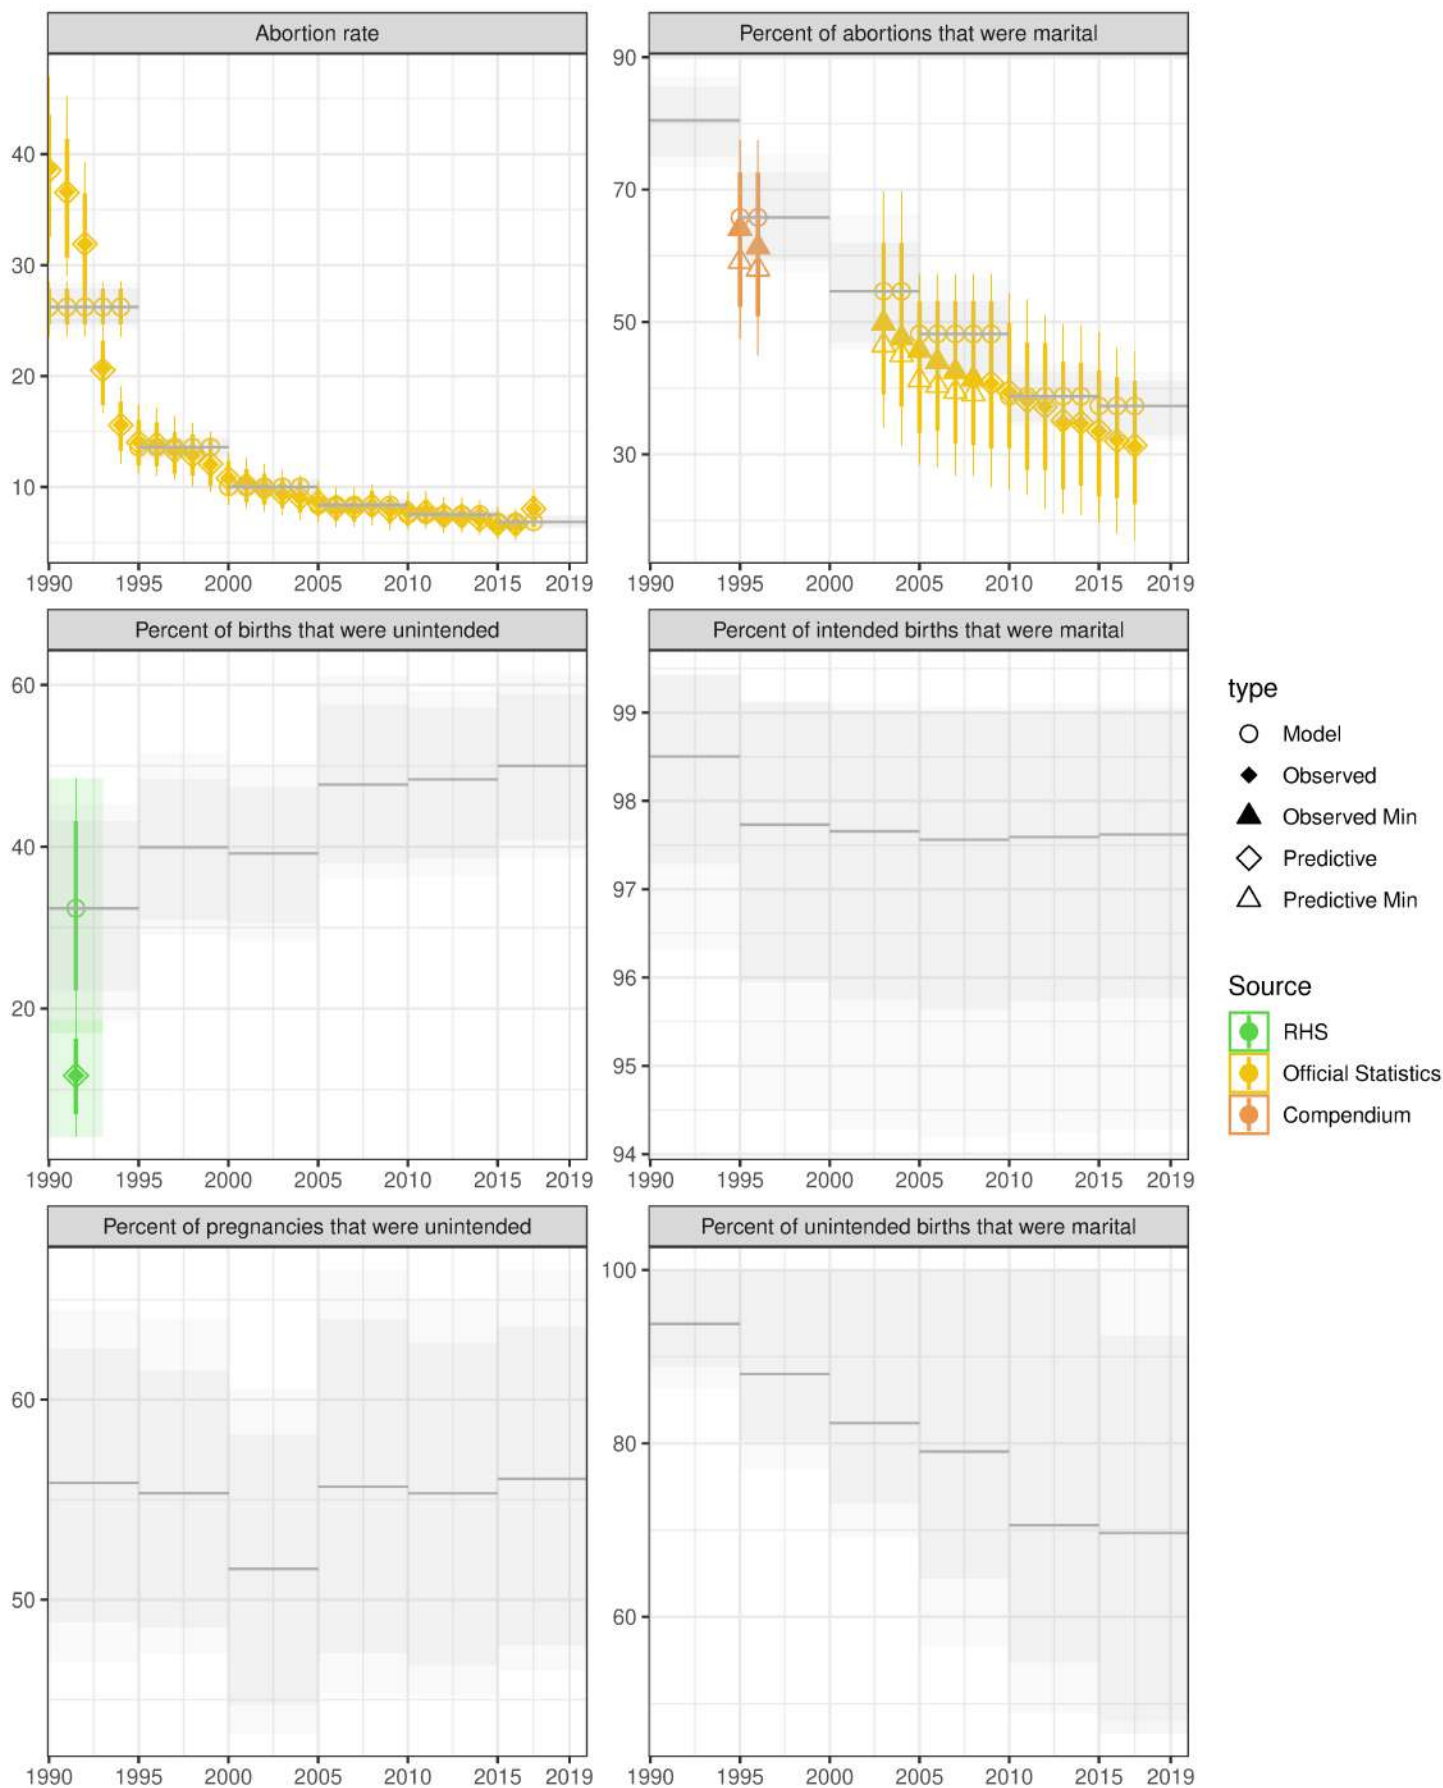 Abortion rate
Percent of abortions that were marital
40
30
20
10
1990 1995 2000 2005 2010 2015 2019
90
70
50
30
1990 1995 2000 2005 2010 2015 2019
Percent of births that were unintended
Percent of intended births that were marital
60
40
20
1990 1995 2000 2005 2010 2015 2019
99
98
97
96
95
94
1990 1995 2000 2005 2010 2015 2019
Percent of pregnancies that were unintended
Percent of unintended births that were marital
60
50
1990 1995 2000 2005 2010 2015 2019
100
80
60
1990 1995 2000 2005 2010 2015 2019
type
Model
Observed
Observed Min
Predictive
Predictive Min
Source
RHS
Official Statistics
Compendium